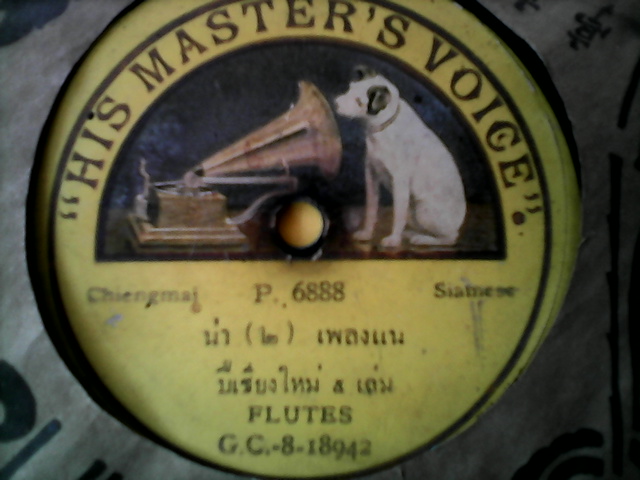 "HIS MASTER'S VOICE".
Chiengmai P. 6888 Siamese
น่า (๒) เพลงแน
ปี่เชียงใหม่ ๕ เล่ม
FLUTES
G.C.-8-18942